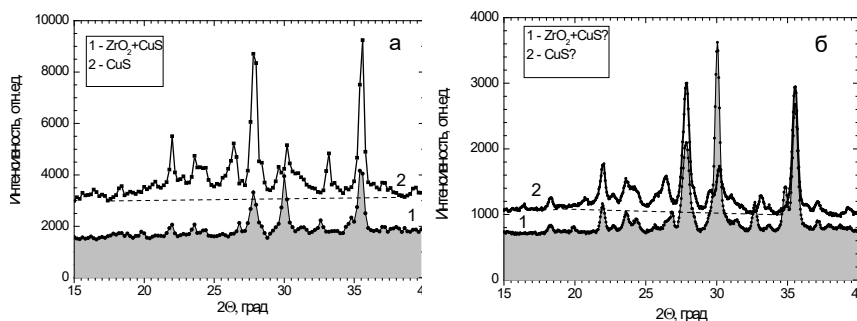 а
1 - ZrO₂+CuS
2 - CuS
10000
8000
6000
4000
2000
0
Интенсивность, отн.ед.
2
1
15 20 25 30 35 4
2Θ, град
б
1 - ZrO₂+CuS?
2 - CuS?
4000
3000
2000
1000
0
Интенсивность, отн.ед.
2
1
15 20 25 30 35 4
2Θ, град